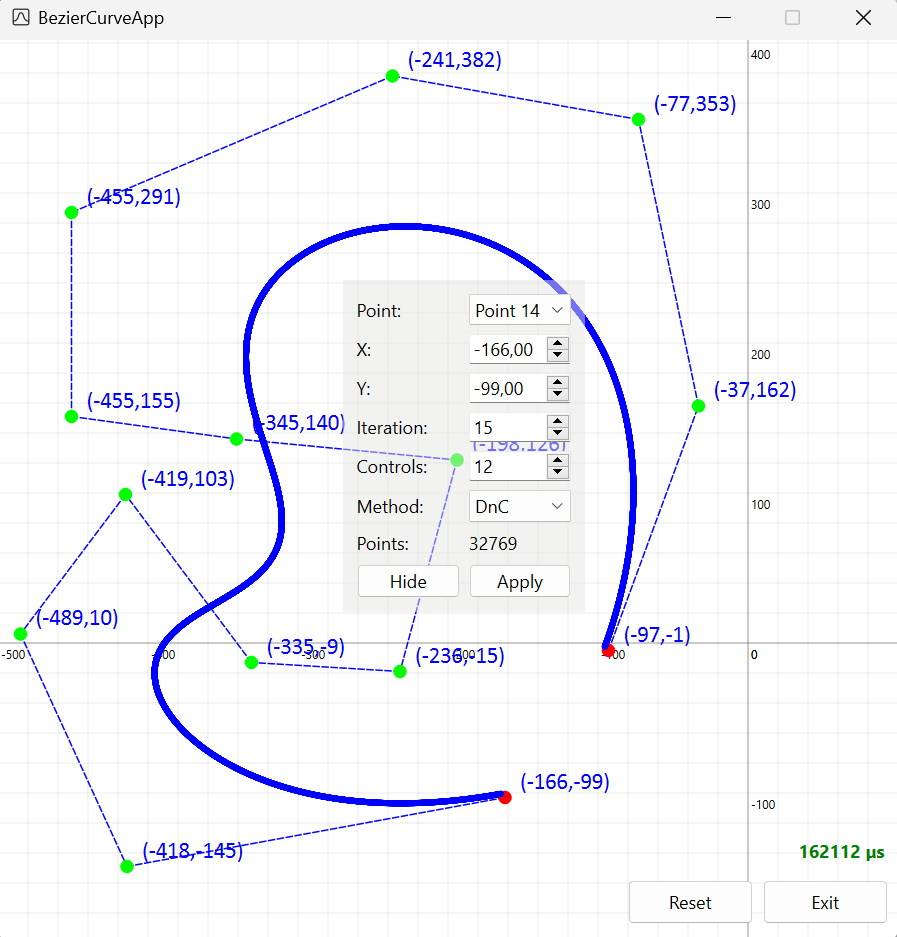 BezierCurveApp
400
(-241,382)
(-77,353)
(-455,291)
300
Point: Point 14
X: -166,00
200
Y: -99,00
(-37,162)
(-455,155)
(-345,140)
Iteration: 15
(-198,126)
Controls: 12
(-419,103)
Method: DnC
100
Points: 32769
Hide Apply
(-489,10)
(-97,-1)
(-335,-9)
(-236,-15)
-500 -400 -300 -200 -100 0
(-166,-99)
-100
(-418,-145)
162112 µs
Reset Exit